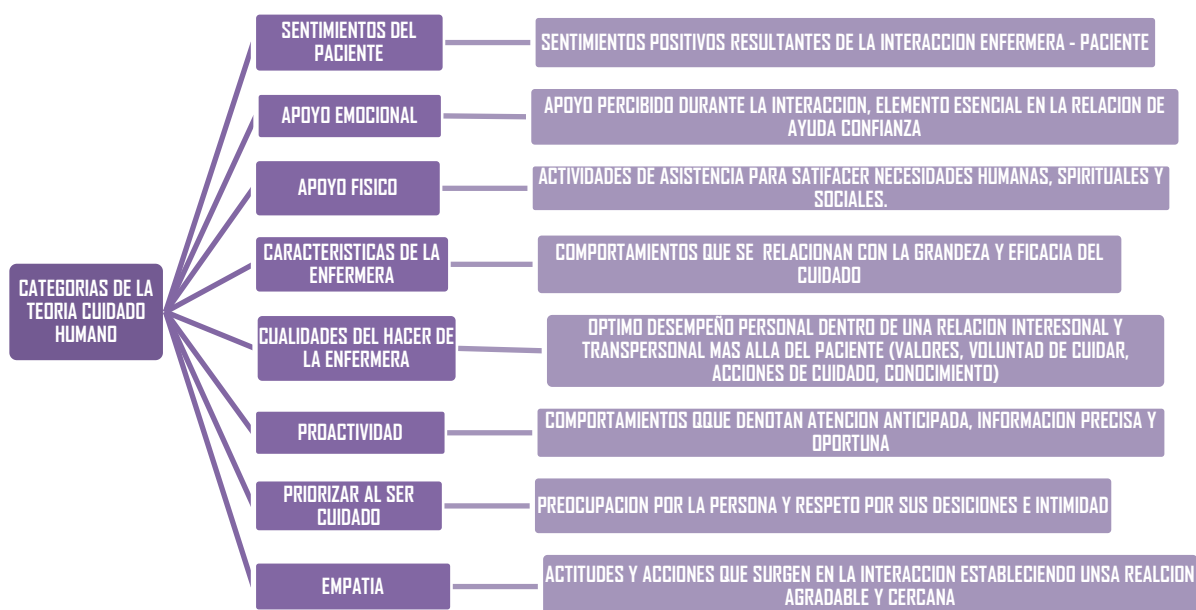 CATEGORIAS DE LA
TEORIA CUIDADO
HUMANO
SENTIMIENTOS DEL
PACIENTE
SENTIMIENTOS POSITIVOS RESULTANTES DE LA INTERACCION ENFERMERA - PACIENTE
APOYO EMOCIONAL
APOYO PERCIBIDO DURANTE LA INTERACCION, ELEMENTO ESENCIAL EN LA RELACION DE
AYUDA CONFIANZA
APOYO FISICO
ACTIVIDADES DE ASISTENCIA PARA SATIFACER NECESIDADES HUMANAS, SPIRITUALES Y
SOCIALES.
CARACTERISTICAS DE LA
ENFERMERA
COMPORTAMIENTOS QUE SE RELACIONAN CON LA GRANDEZA Y EFICACIA DEL
CUIDADO
CUALIDADES DEL HACER DE
LA ENFERMERA
OPTIMO DESEMPEÑO PERSONAL DENTRO DE UNA RELACION INTERESONAL Y
TRANSPERSONAL MAS ALLA DEL PACIENTE (VALORES, VOLUNTAD DE CUIDAR,
ACCIONES DE CUIDADO, CONOCIMIENTO)
PROACTIVIDAD
COMPORTAMIENTOS QQUE DENOTAN ATENCION ANTICIPADA, INFORMACION PRECISA Y
OPORTUNA
PRIORIZAR AL SER
CUIDADO
PREOCUPACION POR LA PERSONA Y RESPETO POR SUS DESICIONES E INTIMIDAD
EMPATIA
ACTITUDES Y ACCIONES QUE SURGEN EN LA INTERACCION ESTABLECIENDO UNSA REALCION
AGRADABLE Y CERCANA